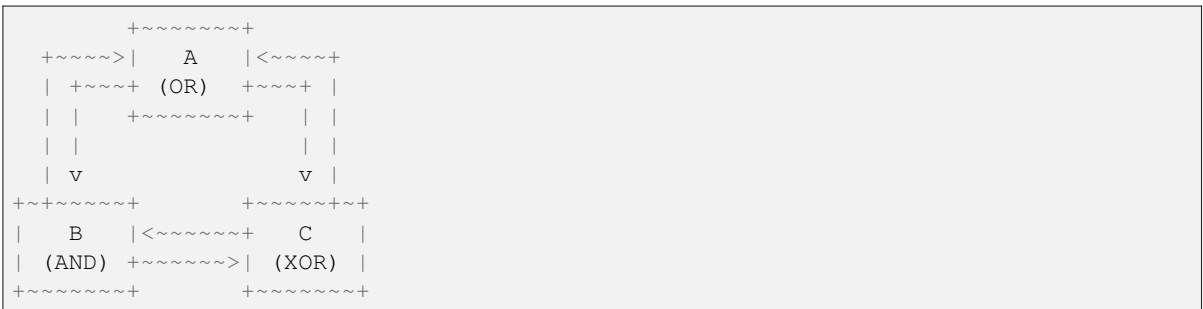 +~~~~~~~+
  +~~~~>|   A   |<~~~~+
  | +~~~+ (OR)  +~~~+ |
  | |   +~~~~~~~+   | |
  | |               | |
  | v               v |
+~+~~~~~+       +~~~~~+~+
|   B   |<~~~~~~+   C   |
| (AND) +~~~~~~>| (XOR) |
+~~~~~~~+       +~~~~~~~+